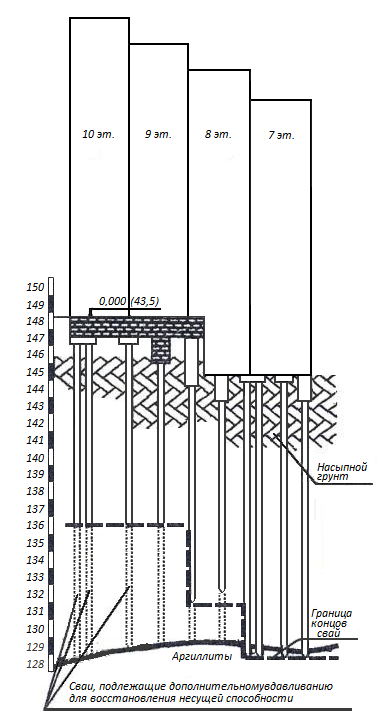 10 эт.
9 эт.
8 эт.
7 эт.
150
149
148
147
146
145
144
143
142
141
140
139
138
137
136
135
134
133
132
131
130
129
128
0,000 (43,5)
Насыпной
грунт
Граница
концов
свай
Аргиллиты
Сваи, подлежащие дополнительномувдавливанию
для восстановления несущей способности